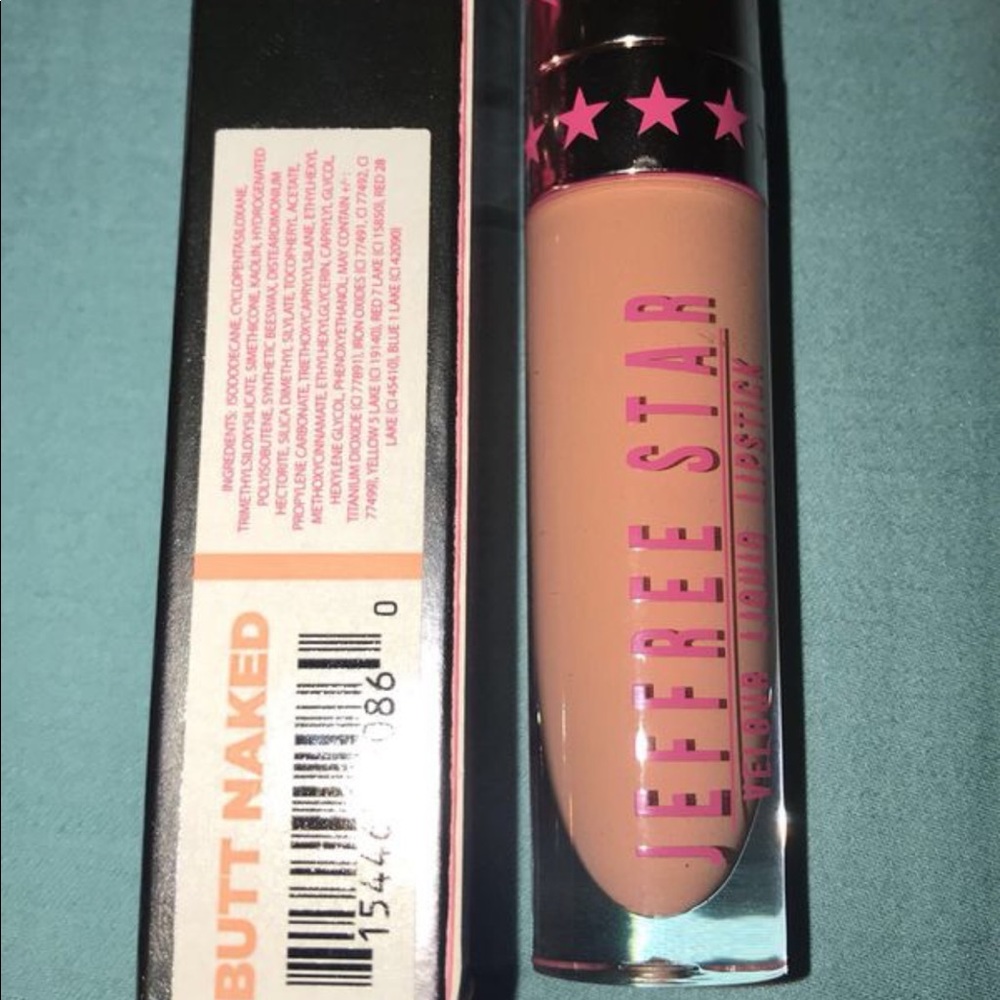 INGREDIENTS: ISODODECANE, CYCLOPENTASILOXANE,
TRIMETHYLSILOXYSILICATE, SIMETHICONE, KAOLIN, HYDROGENATED
POLYISOBUTENE, SYNTHETIC BEESWAX, DISTEARDIMONIUM
HECTORITE, SILICA DIMETHYL SILYLATE, TOCOPHERYL ACETATE,
PROPYLENE CARBONATE, TRIETHOXYCAPRYLYLSILANE, ETHYLHEXYL
METHOXYCINNAMATE, ETHYLHEXYLGLYCERIN, CAPRYLYL GLYCOL,
HEXYLENE GLYCOL, PHENOXYETHANOL. MAY CONTAIN +/- :
TITANIUM DIOXIDE (CI 77891), IRON OXIDES (CI 77491, CI 77492, CI
77499), YELLOW 5 LAKE (CI 19140), RED 7 LAKE (CI 15850), RED 28
LAKE (CI 45410), BLUE 1 LAKE (CI 42090)
BUTT NAKED
0
JEFFREE STAR
VELOUR LIQUID LIPSTICK